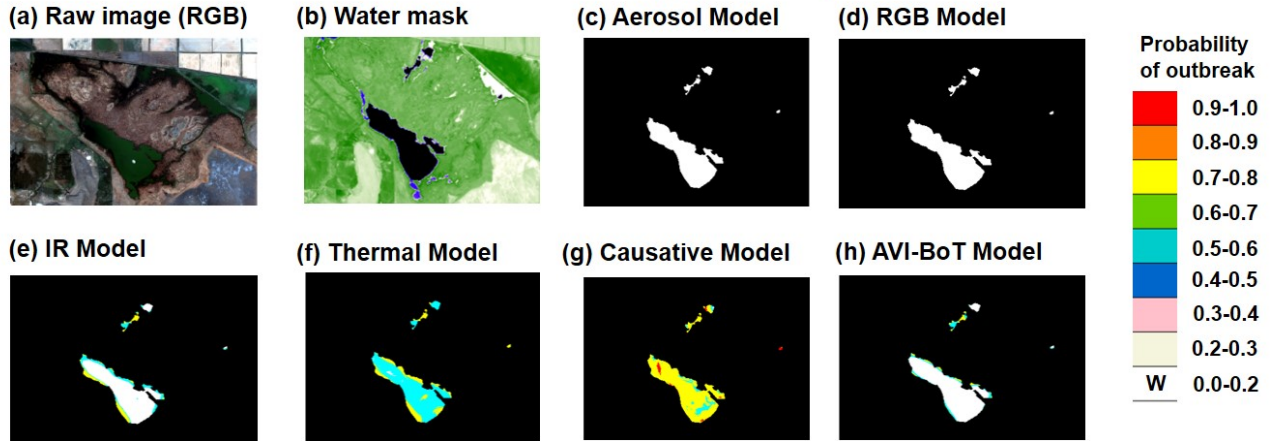 (a) Raw image (RGB)
(b) Water mask
(c) Aerosol Model
(d) RGB Model
Probability
of outbreak
0.9-1.0
0.8-0.9
0.7-0.8
0.6-0.7
0.5-0.6
0.4-0.5
0.3-0.4
0.2-0.3
W 0.0-0.2
(e) IR Model
(f) Thermal Model
(g) Causative Model
(h) AVI-BoT Model